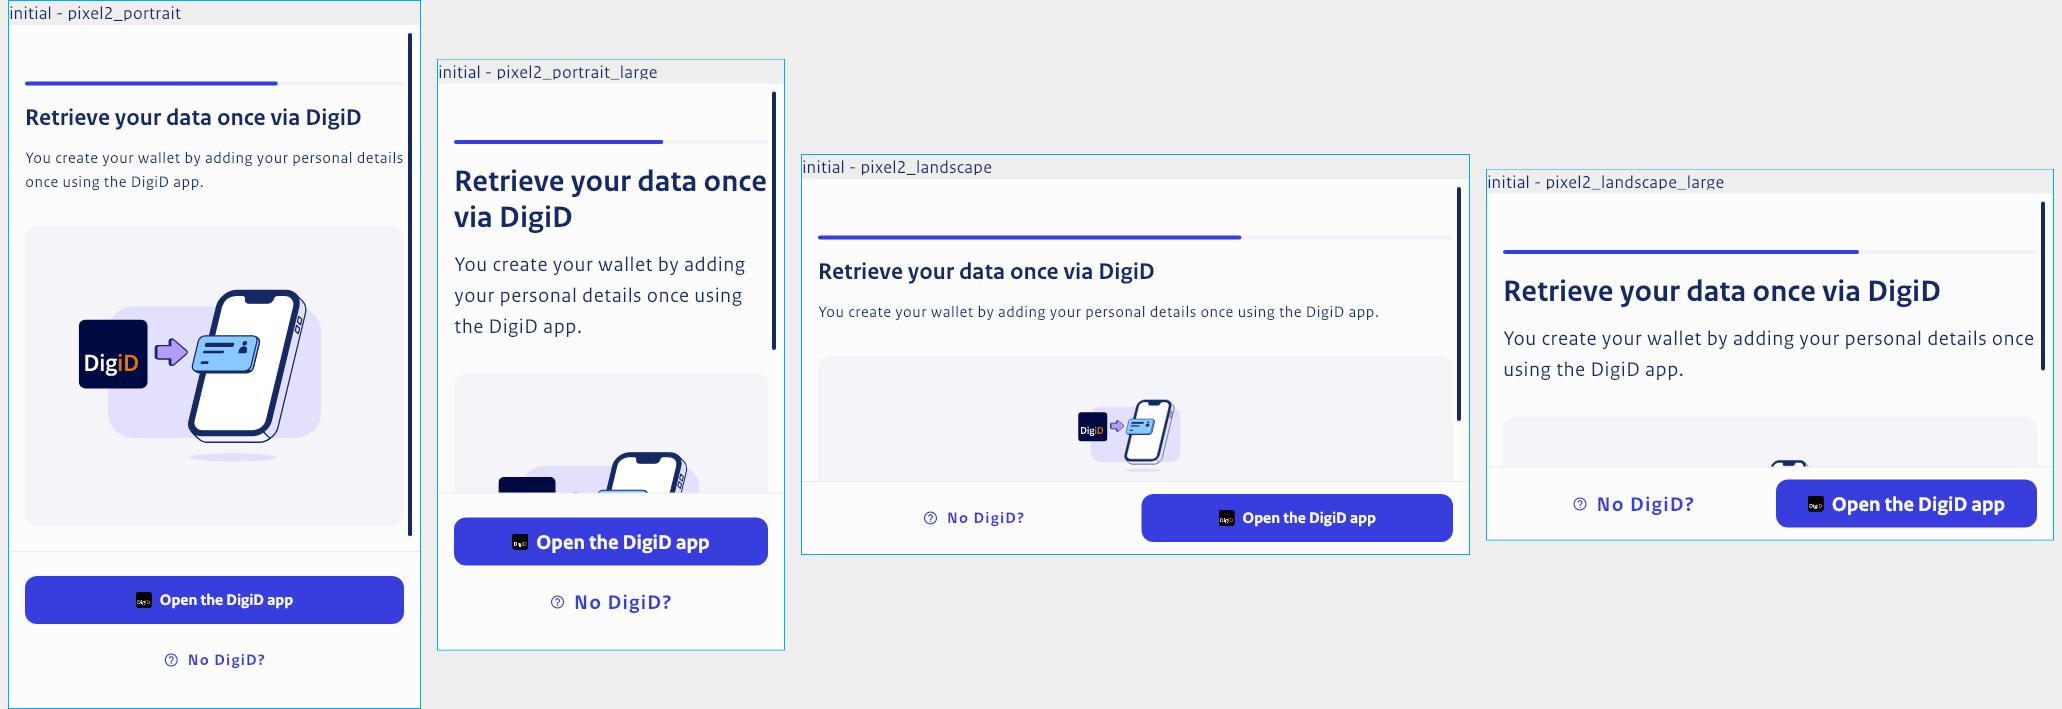 initial - pixel2_portrait
Retrieve your data once via DigiD
You create your wallet by adding your personal details
once using the DigiD app.
DigiD
DigiD Open the DigiD app
No DigiD?
initial - pixel2_portrait_large
Retrieve your data once
via DigiD
You create your wallet by adding
your personal details once using
the DigiD app.
DigiD Open the DigiD app
No DigiD?
initial - pixel2_landscape
Retrieve your data once via DigiD
You create your wallet by adding your personal details once using the DigiD app.
DigiD
No DigiD?
DigiD Open the DigiD app
initial - pixel2_landscape_large
Retrieve your data once via DigiD
You create your wallet by adding your personal details once
using the DigiD app.
No DigiD?
DigiD Open the DigiD app